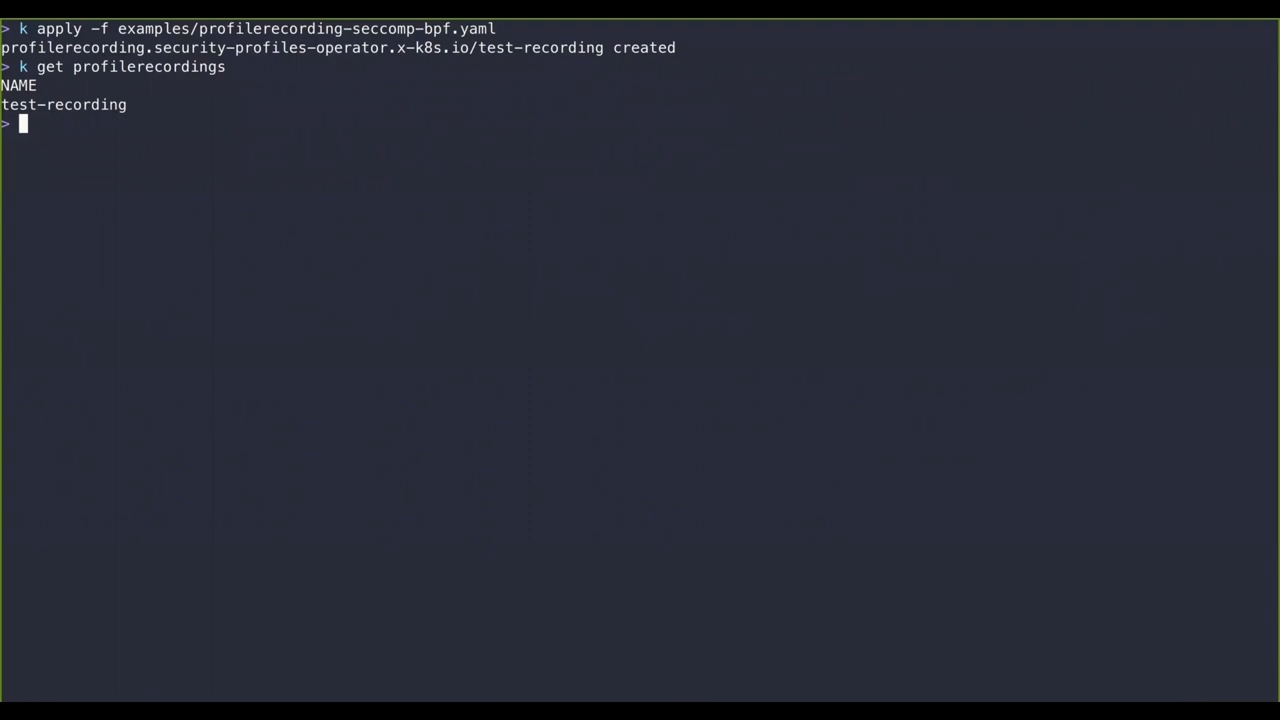 > k apply -f examples/profilerecording-seccomp-bpf.yaml
profilerecording.security-profiles-operator.x-k8s.io/test-recording created
> k get profilerecordings
NAME
test-recording
>